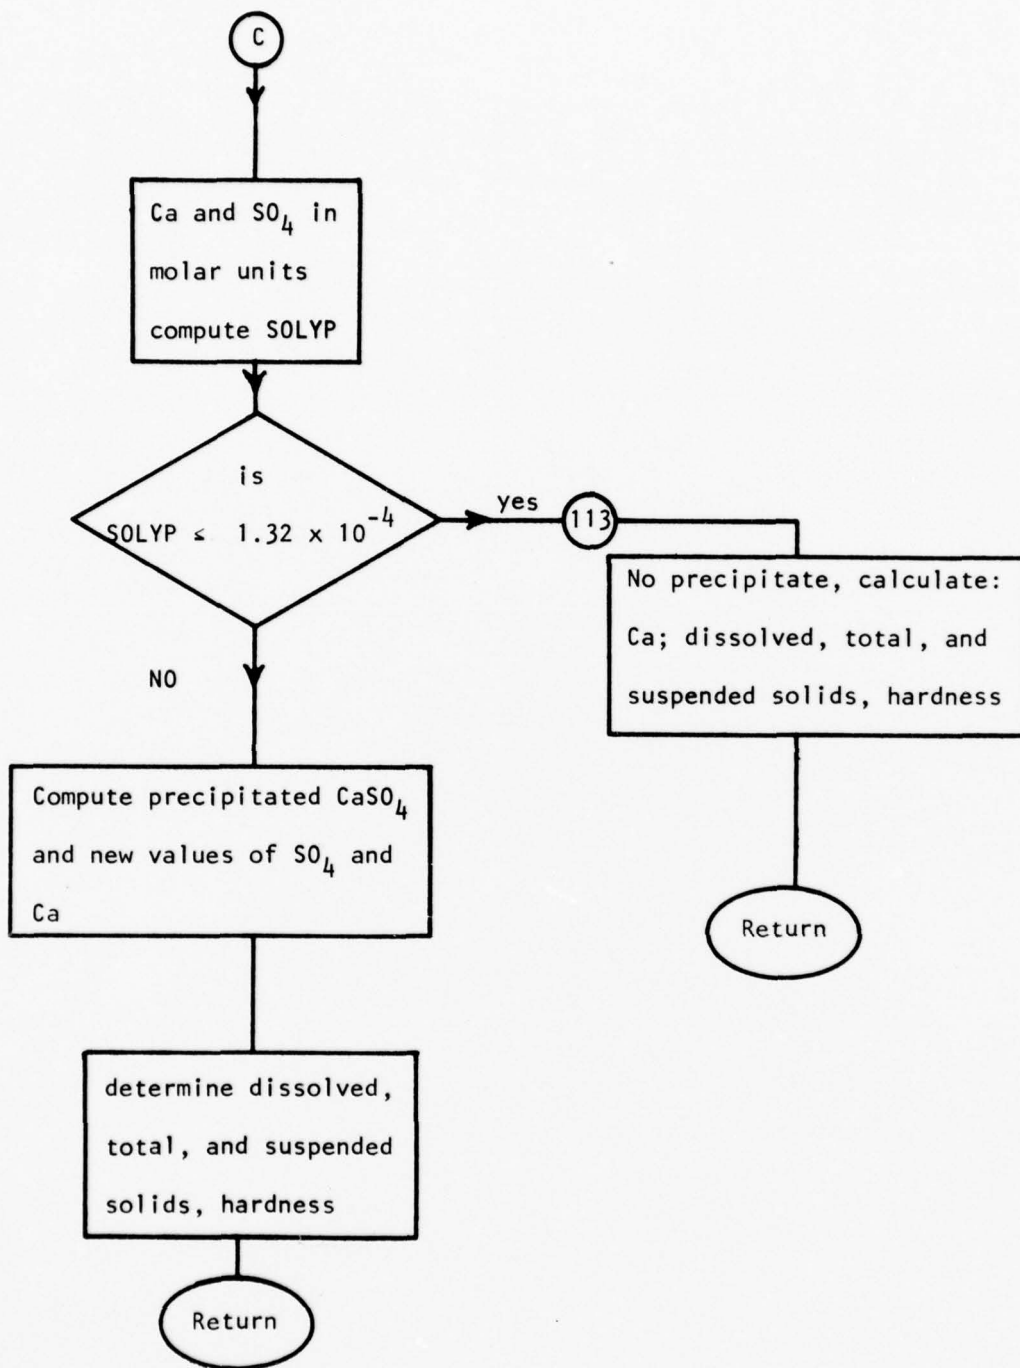 C
Ca and SO₄ in
molar units
compute SOLYP
is
SOLYP ≤ 1.32 x 10⁻⁴
yes
113
No precipitate, calculate:
Ca; dissolved, total, and
suspended solids, hardness
Return
NO
Compute precipitated CaSO₄
and new values of SO₄ and
Ca
determine dissolved,
total, and suspended
solids, hardness
Return